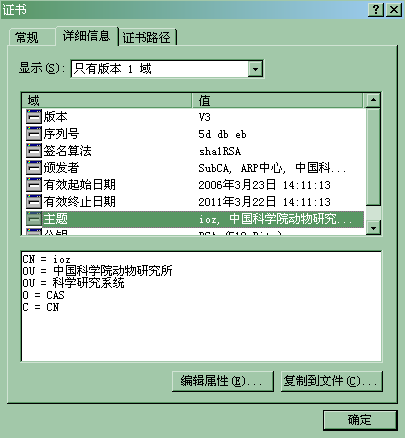 证书
常规 详细信息 证书路径
显示(S): 只有版本 1 域
域 值
版本 V3
序列号 5d db eb
签名算法 sha1RSA
颁发者 SubCA, ARP中心, 中国科...
有效起始日期 2006年3月23日 14:11:13
有效终止日期 2011年3月22日 14:11:13
主题 ioz, 中国科学院动物研究...
CN = ioz
OU = 中国科学院动物研究所
OU = 科学研究系统
O = CAS
C = CN
编辑属性(E)... 复制到文件(C)...
确定